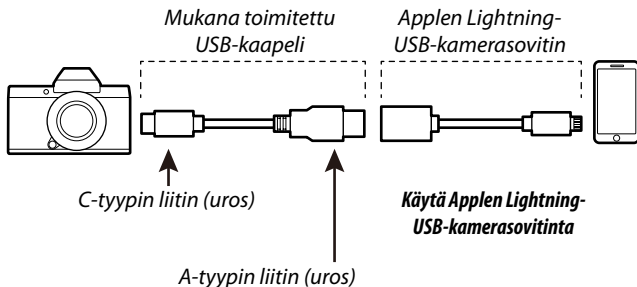 Mukana toimitettu
USB-kaapeli
Applen Lightning-
USB-kamerasovitin
C-tyypin liitin (uros)
A-tyypin liitin (uros)
Käytä Applen Lightning-
USB-kamerasovitinta